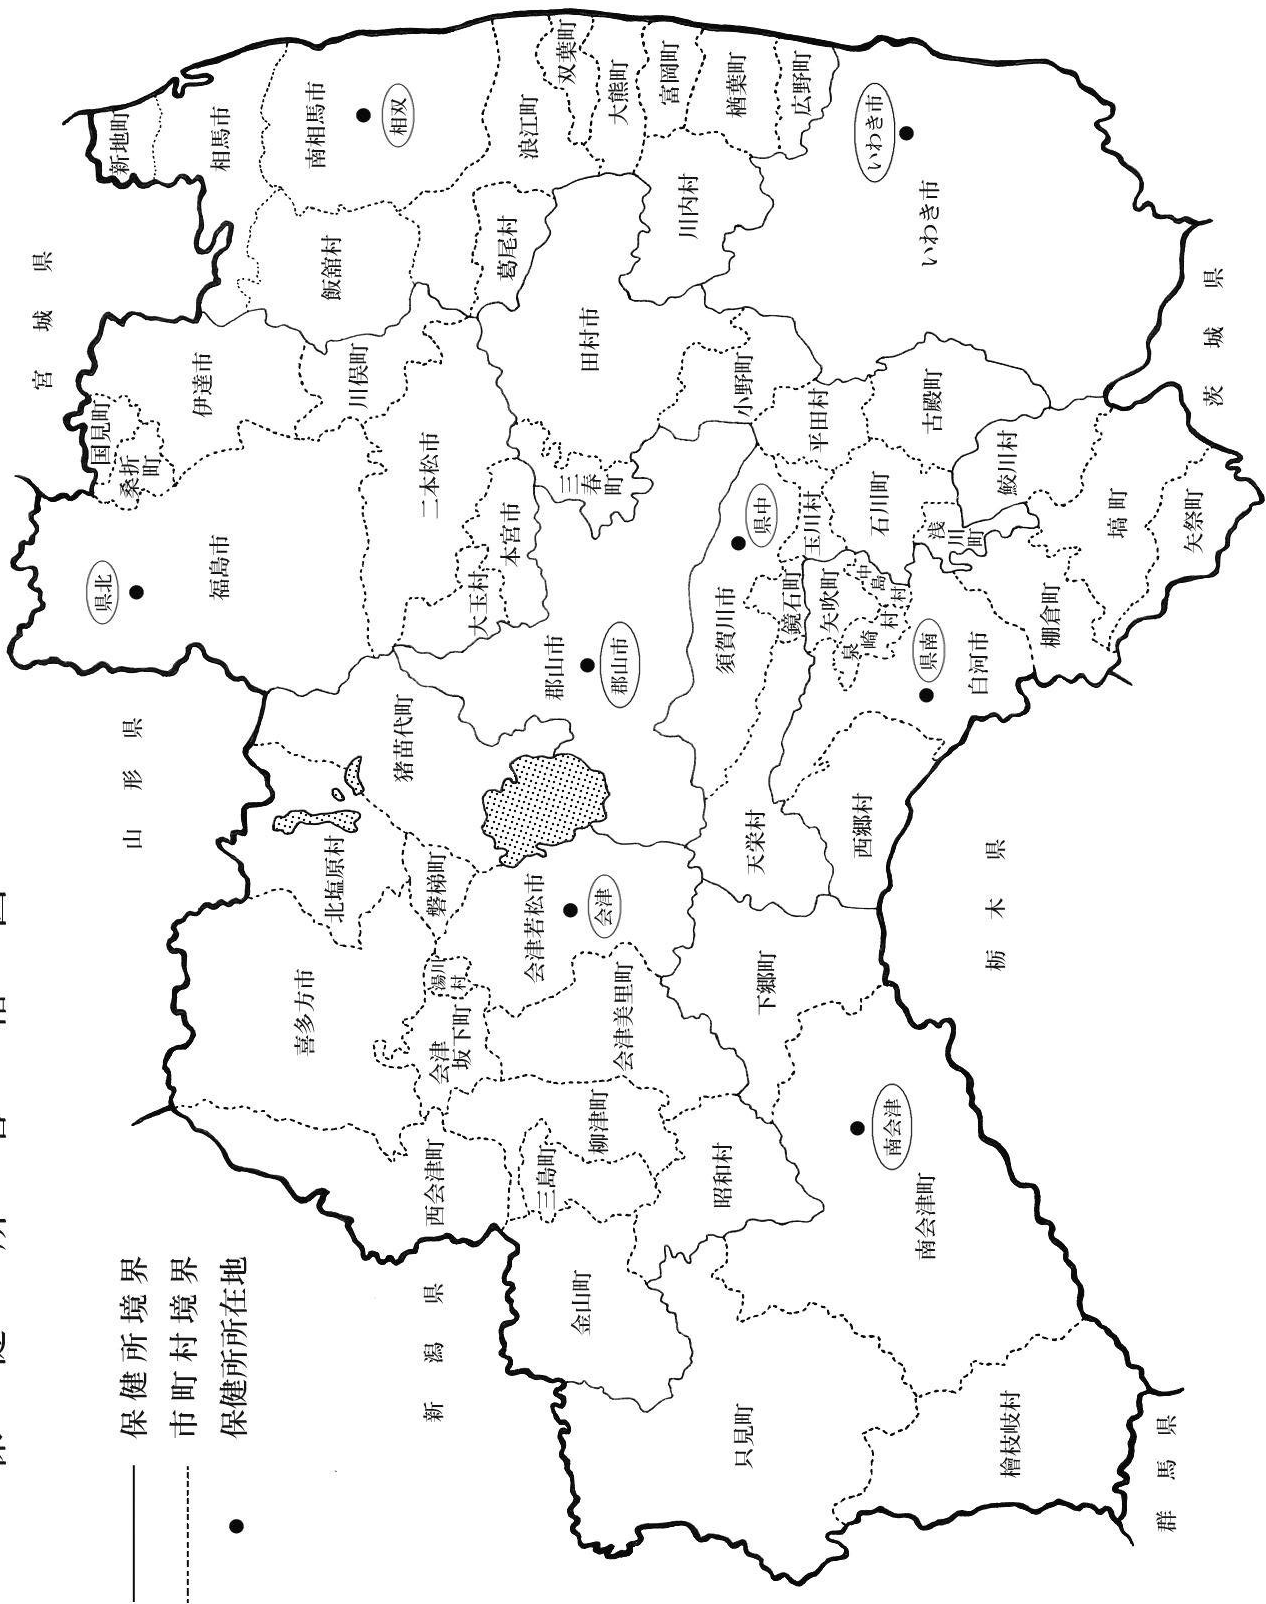 保健所管轄図
保健所境界
市町村境界
保健所所在地
宮城県
山形県
新潟県
群馬県
栃木県
茨城県
新地町
相馬市
南相馬市
相双
飯舘村
浪江町
双葉町
大熊町
富岡町
楢葉町
広野町
葛尾村
川内村
いわき市
いわき市
国見町
桑折町
伊達市
川俣町
県北
福島市
二本松市
本宮市
大玉村
田村市
三春町
小野町
平田村
古殿町
石川町
玉川村
浅川町
県中
須賀川市
鏡石町
天栄村
郡山市
郡山市
矢吹町
中島村
泉崎村
県南
白河市
西郷村
棚倉町
鮫川村
塙町
矢祭町
猪苗代町
北塩原村
磐梯町
会津若松市
会津
喜多方市
湯川村
会津坂下町
会津美里町
西会津町
柳津町
三島町
昭和村
金山町
下郷町
南会津
南会津町
只見町
檜枝岐村